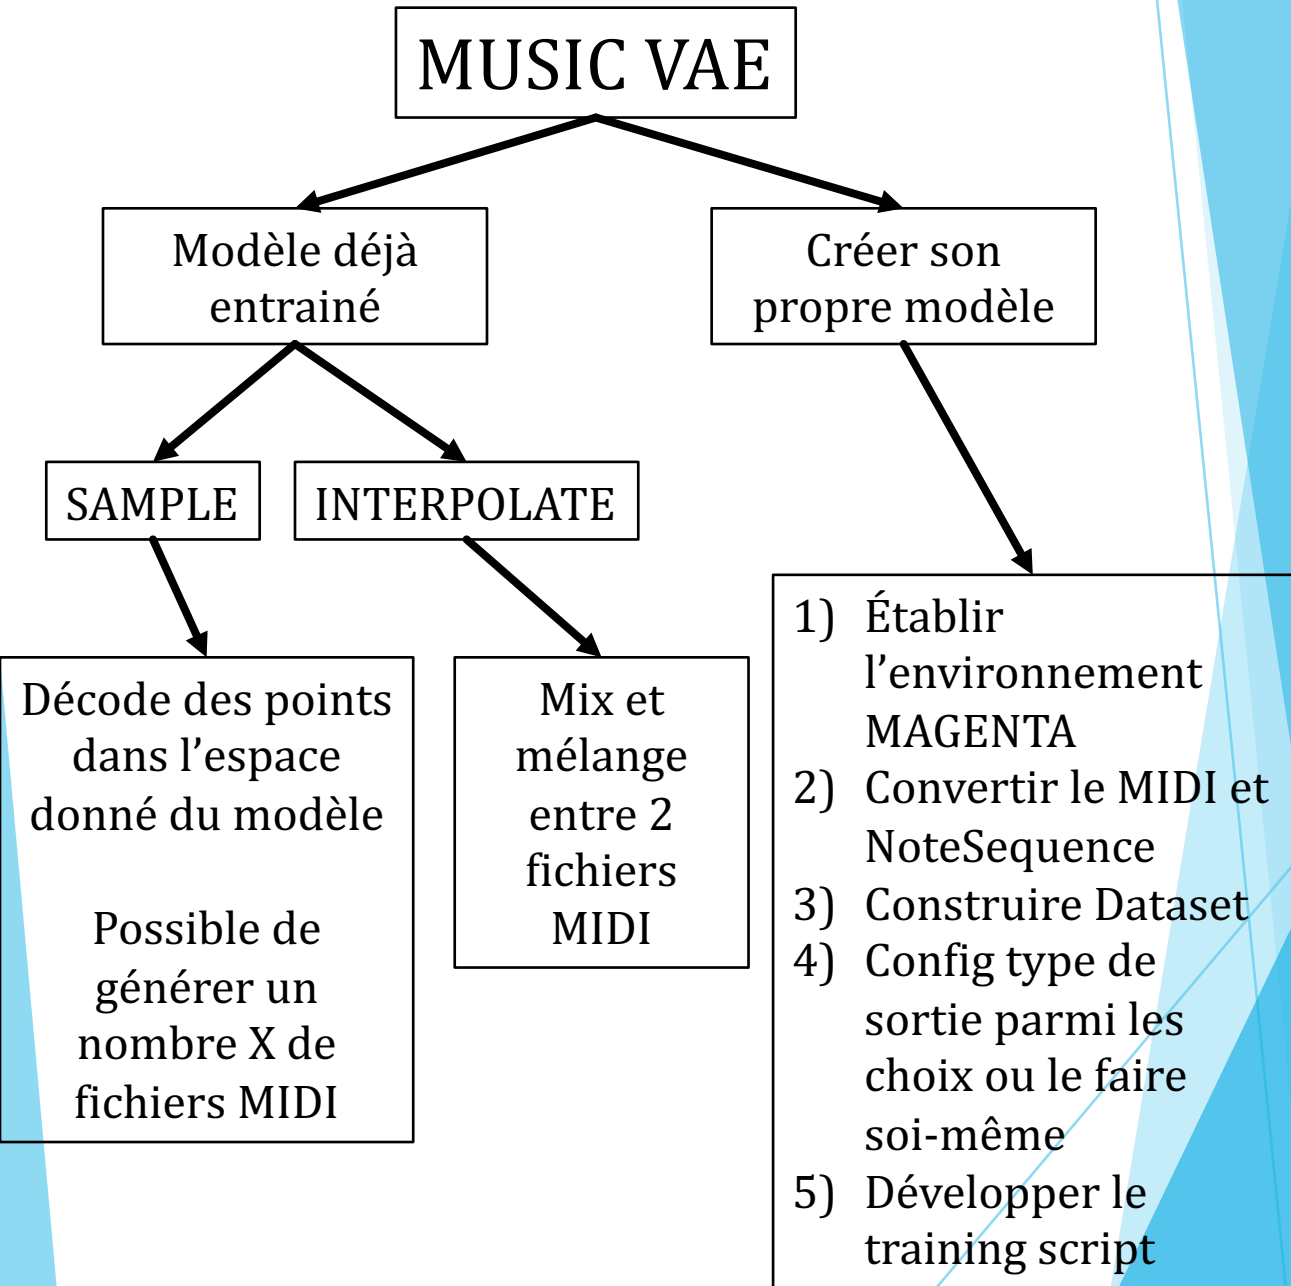 MUSIC VAE
Modèle déjà
entrainé
Créer son
propre modèle
SAMPLE
INTERPOLATE
Décode des points
dans l’espace
donné du modèle
Possible de
générer un
nombre X de
fichiers MIDI
Mix et
mélange
entre 2
fichiers
MIDI
1) Établir
l’environnement
MAGENTA
2) Convertir le MIDI et
NoteSequence
3) Construire Dataset
4) Config type de
sortie parmi les
choix ou le faire
soi-même
5) Développer le
training script